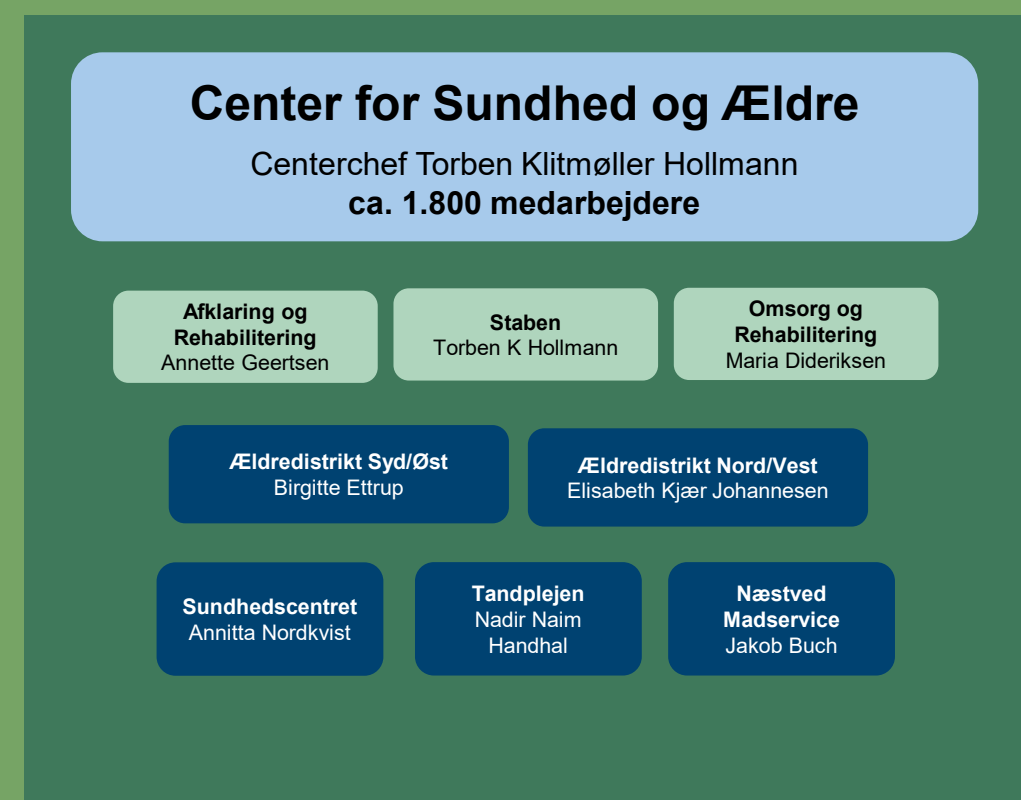 Center for Sundhed og Ældre
Centerchef Torben Klitmøller Hollmann
ca. 1.800 medarbejdere
Afklaring og
Rehabilitering
Annette Geertsen
Staben
Torben K Hollmann
Omsorg og
Rehabilitering
Maria Dideriksen
Ældredistrikt Syd/Øst
Birgitte Ettrup
Ældredistrikt Nord/Vest
Elisabeth Kjær Johannesen
Sundhedscentret
Annitta Nordkvist
Tandplejen
Nadir Naim
Handhal
Næstved
Madservice
Jakob Buch